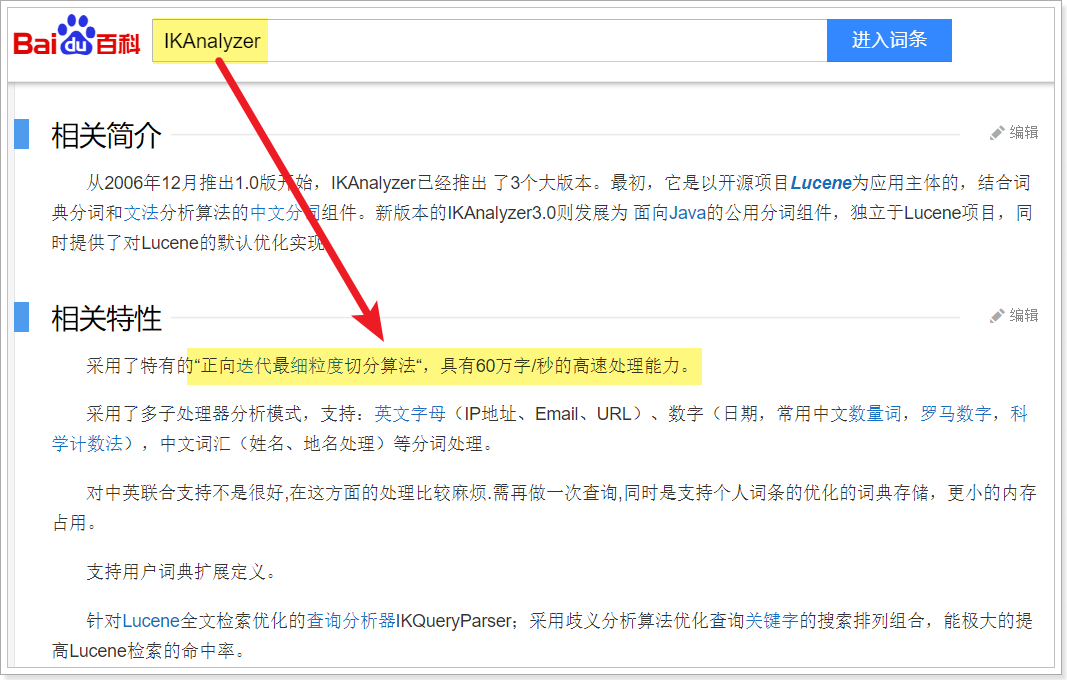 Bai du 百科 IKAnalyzer 进入词条
相关简介 编辑
从2006年12月推出1.0版开始，IKAnalyzer已经推出 了3个大版本。最初，它是以开源项目Lucene为应用主体的，结合词
典分词和文法分析算法的中文分词组件。新版本的IKAnalyzer3.0则发展为 面向Java的公用分词组件，独立于Lucene项目，同
时提供了对Lucene的默认优化实现
相关特性 编辑
采用了特有的“正向迭代最细粒度切分算法“，具有60万字/秒的高速处理能力。
采用了多子处理器分析模式，支持：英文字母（IP地址、Email、URL）、数字（日期，常用中文数量词，罗马数字，科
学计数法），中文词汇（姓名、地名处理）等分词处理。
对中英联合支持不是很好,在这方面的处理比较麻烦.需再做一次查询,同时是支持个人词条的优化的词典存储，更小的内存
占用。
支持用户词典扩展定义。
针对Lucene全文检索优化的查询分析器IKQueryParser；采用歧义分析算法优化查询关键字的搜索排列组合，能极大的提
高Lucene检索的命中率。